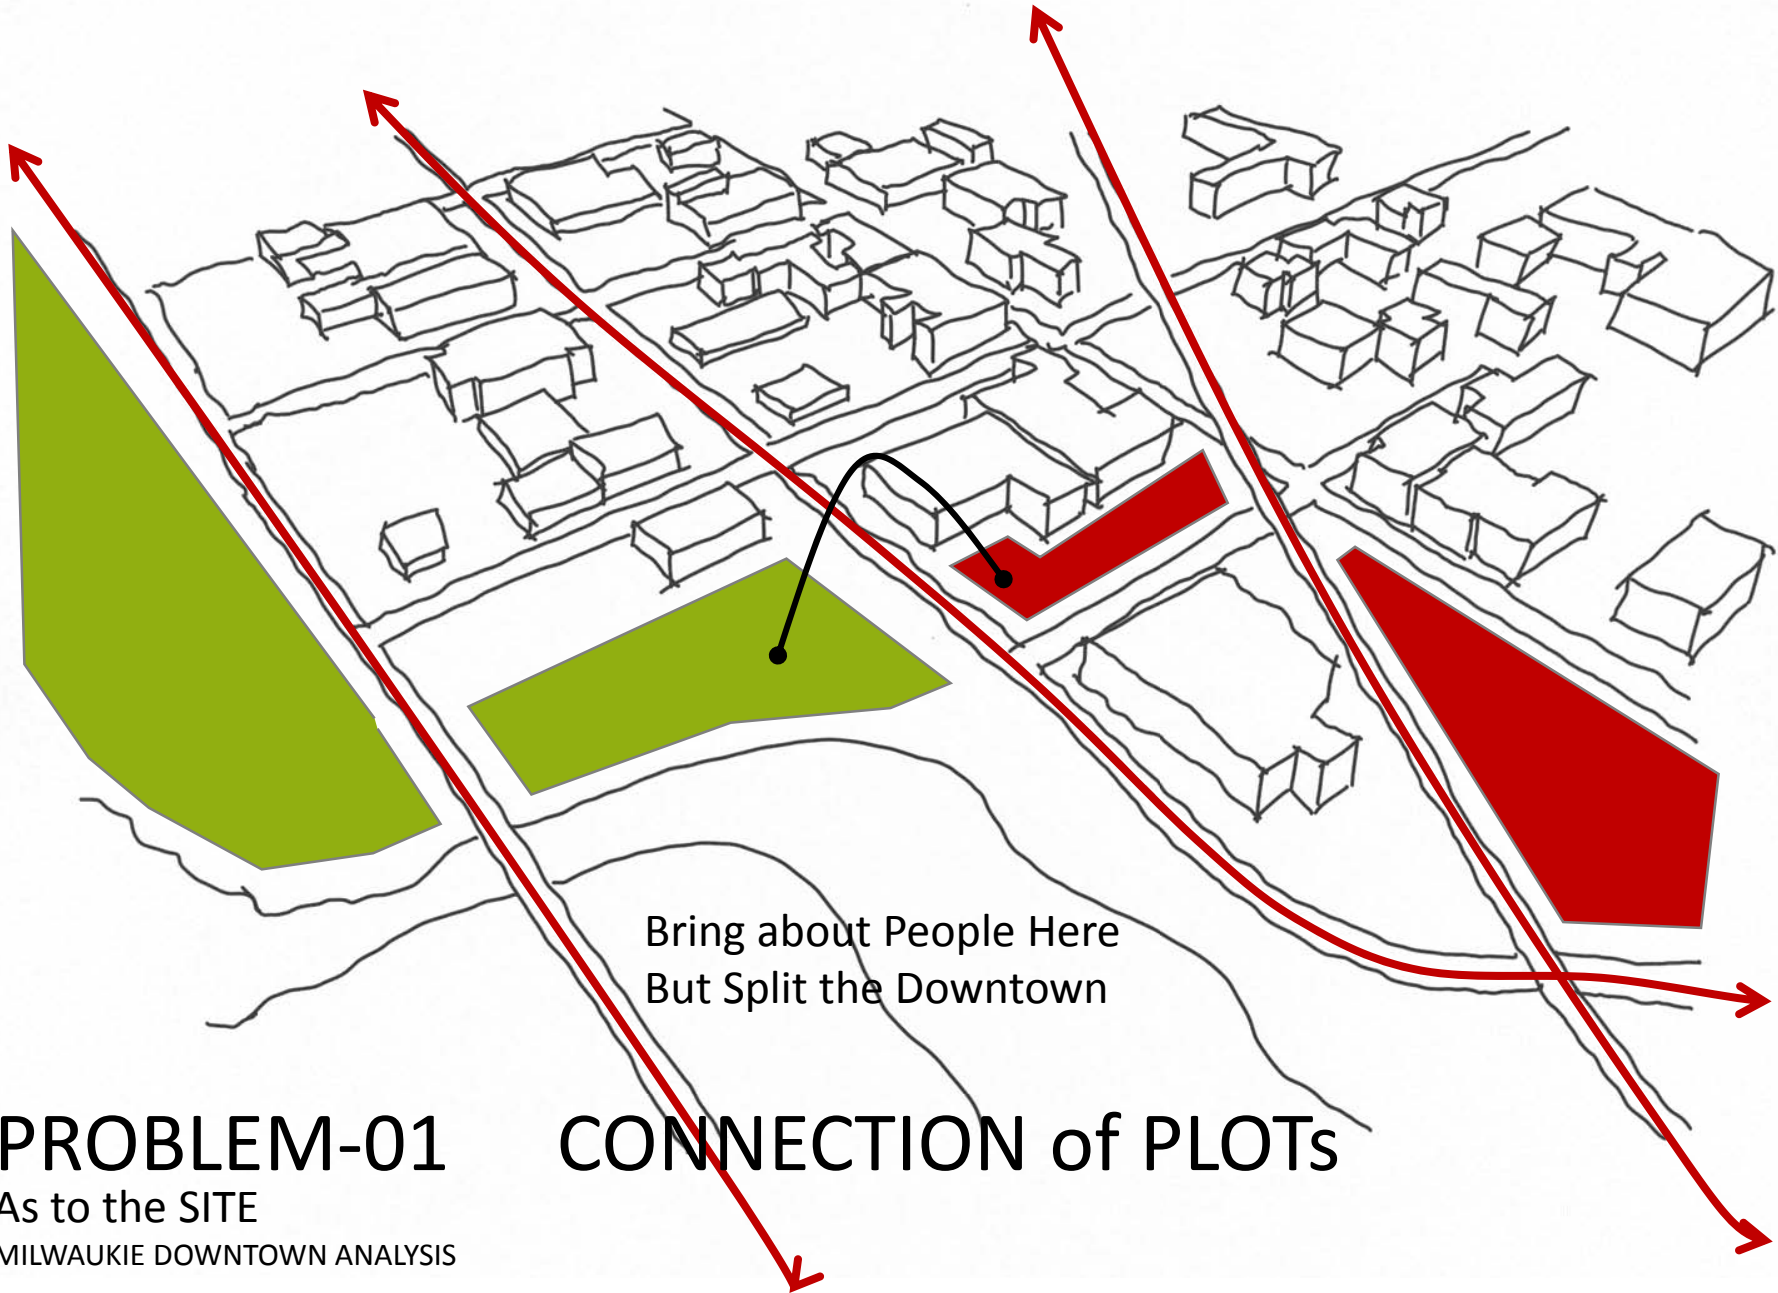 Bring about People Here
But Split the Downtown
PROBLEM-01 CONNECTION of PLOTs
As to the SITE
MILWAUKIE DOWNTOWN ANALYSIS